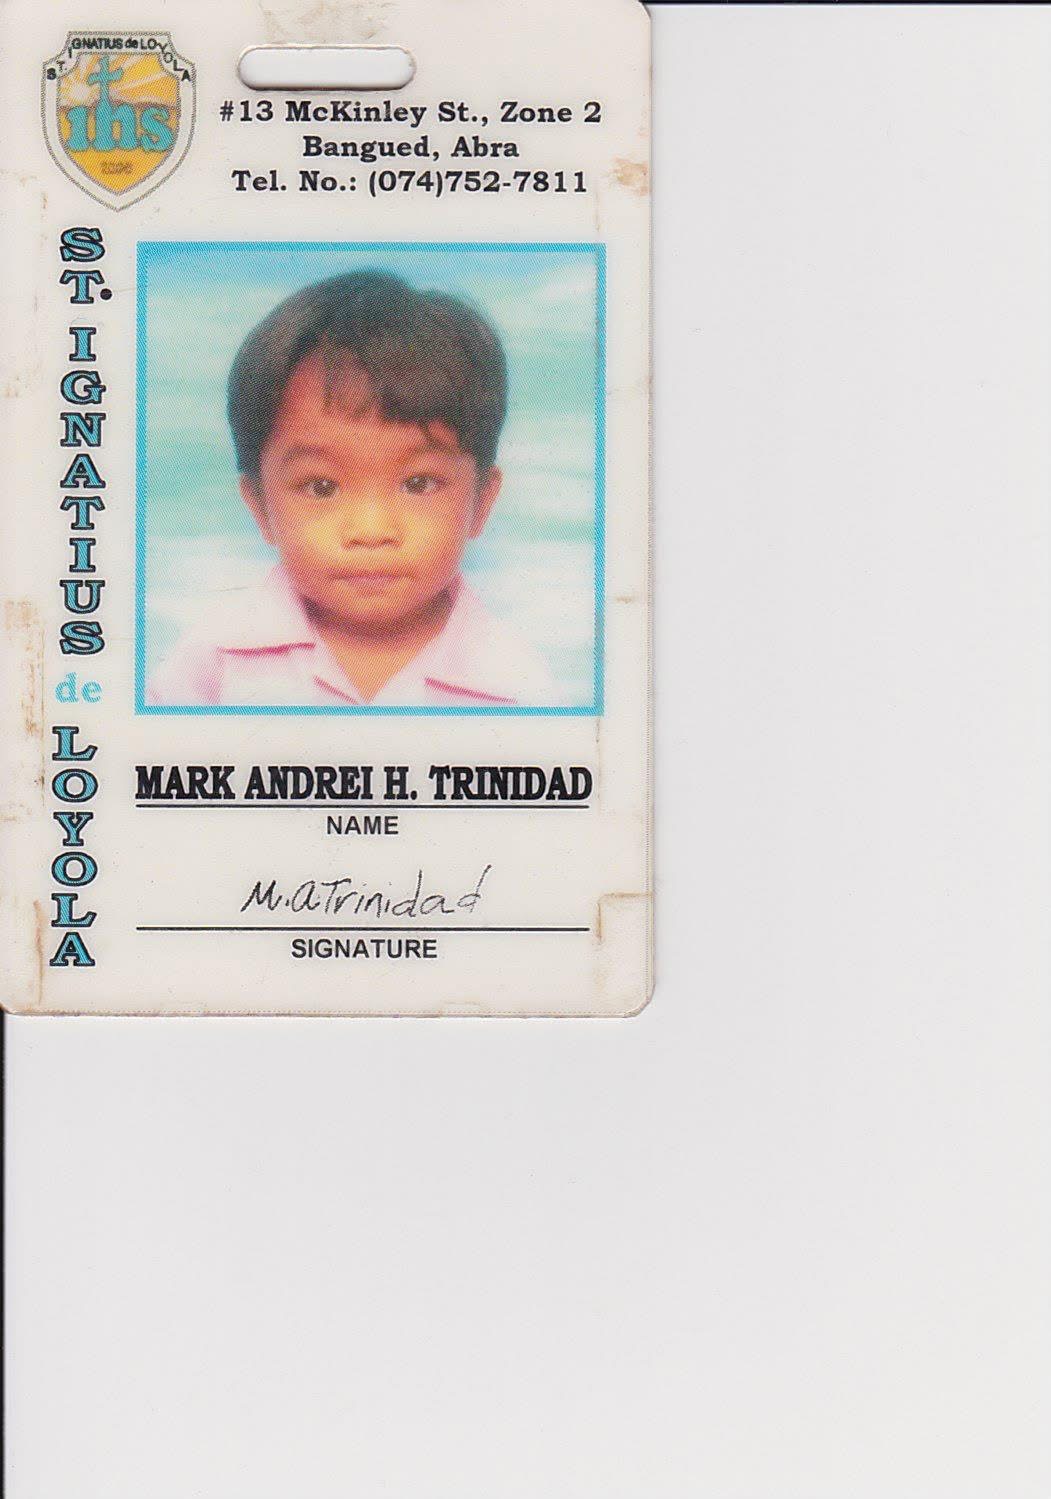 ST. IGNATIUS de LOYOLA
ihs
#13 McKinley St., Zone 2
Bangued, Abra
Tel. No.: (074)752-7811
ST. IGNATIUS de LOYOLA
MARK ANDREI H. TRINIDAD
NAME
M.A Trinidad
SIGNATURE